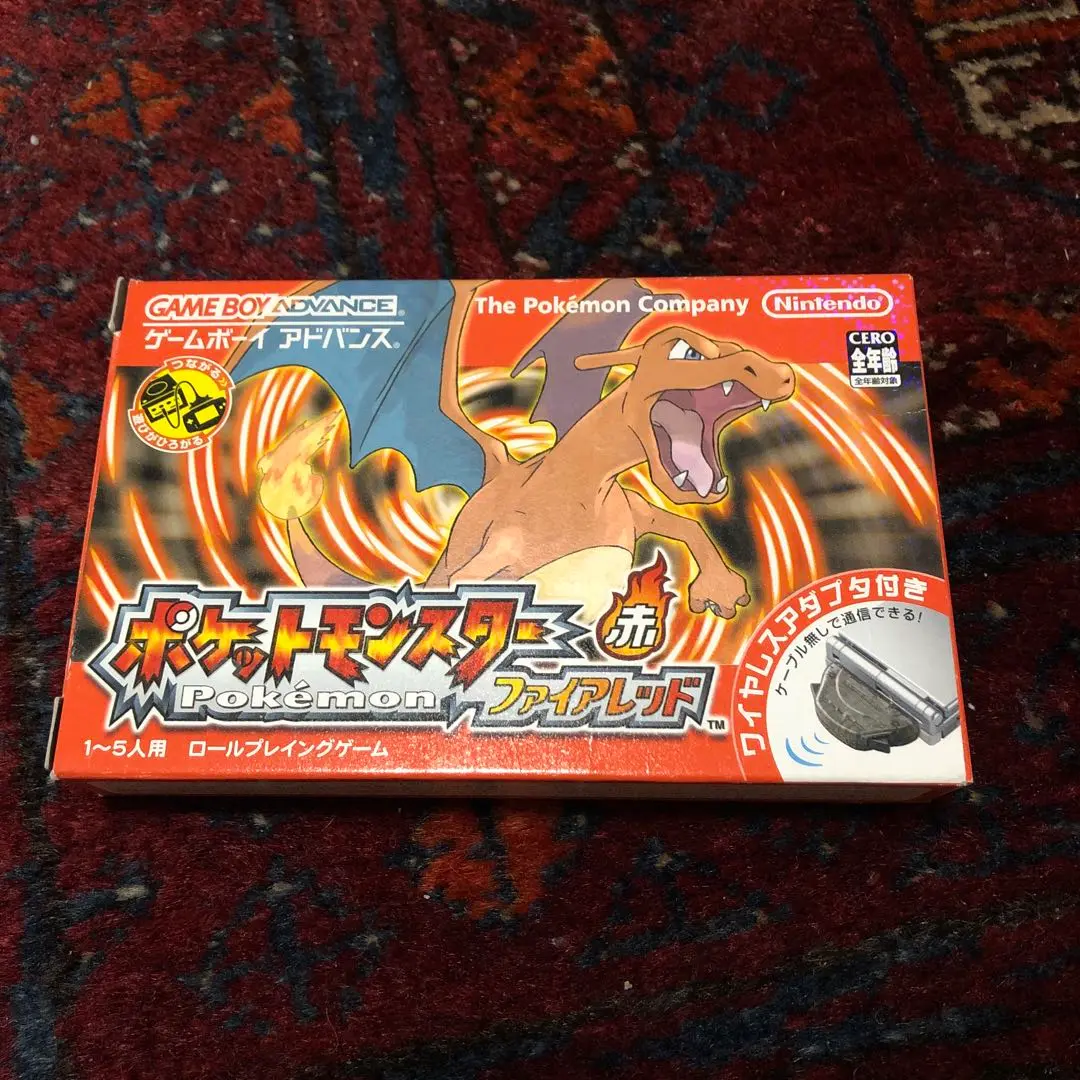 GAME BOY ADVANCE
ゲームボーイ アドバンス
The Pokémon Company
Nintendo
CERO
全年齢
全年齢対象
つながる
遊びがひろがる
赤
ポケットモンスター
Pokémon
ファイアレッド
TM
ワイヤレスアダプタ付き
ケーブル無しで通信できる!
1~5人用 ロールプレイングゲーム